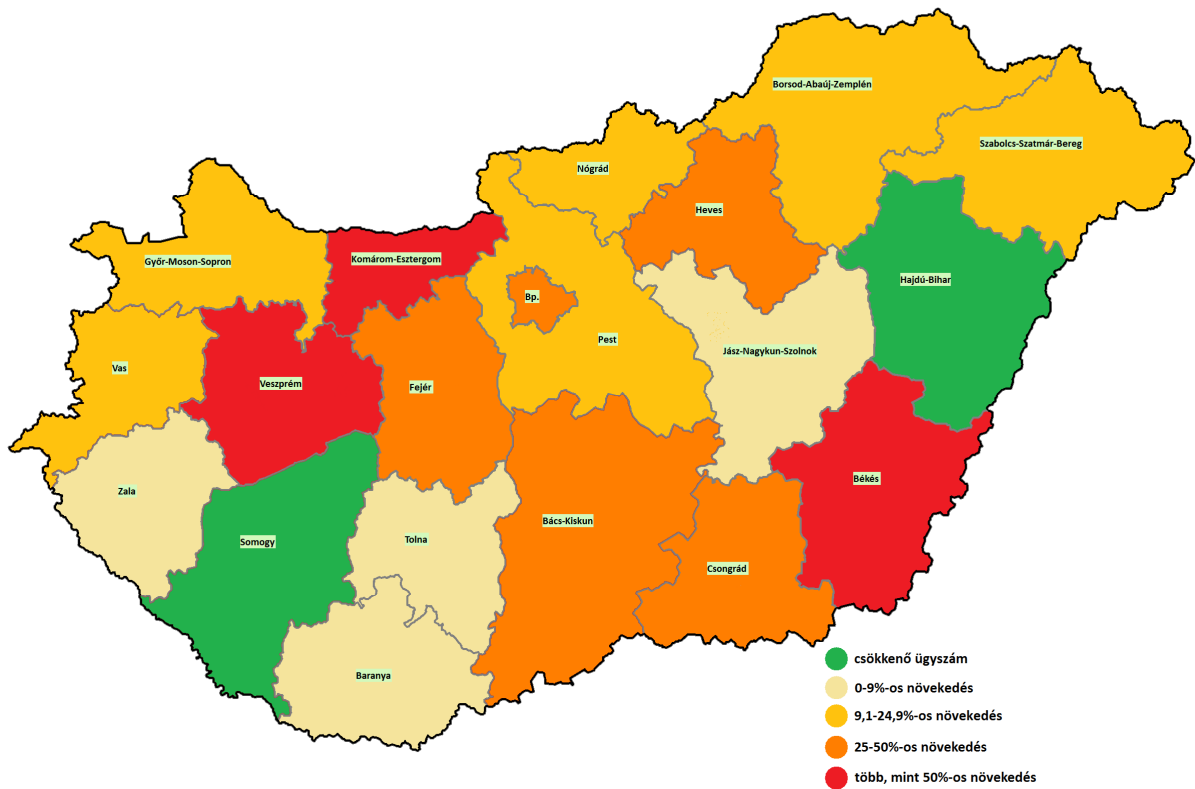 Borsod-Abaúj-Zemplén
Szabolcs-Szatmár-Bereg
Nógrád
Heves
Győr-Moson-Sopron
Komárom-Esztergom
Hajdú-Bihar
Bp.
Pest
Jász-Nagykun-Szolnok
Vas
Veszprém
Fejér
Békés
Zala
Bács-Kiskun
Somogy
Tolna
Csongrád
Baranya
csökkenő ügyszám
0-9%-os növekedés
9,1-24,9%-os növekedés
25-50%-os növekedés
több, mint 50%-os növekedés